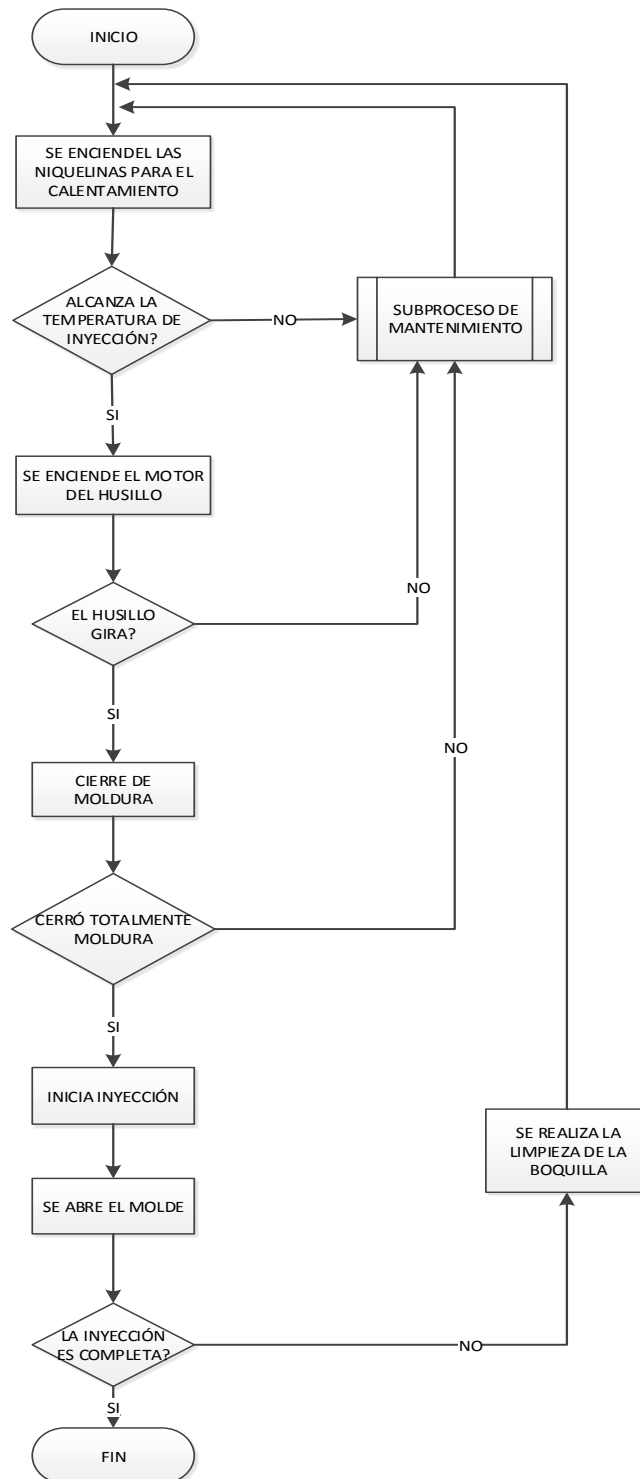 INICIO
SE ENCIENDEL LAS
NIQUELINAS PARA EL
CALENTAMIENTO
ALCANZA LA
TEMPERATURA DE
INYECCIÓN?
NO
SUBPROCESO DE
MANTENIMIENTO
SI
SE ENCIENDE EL MOTOR
DEL HUSILLO
EL HUSILLO
GIRA?
NO
SI
NO
CIERRE DE
MOLDURA
CERRÓ TOTALMENTE
MOLDURA
SI
INICIA INYECCIÓN
SE REALIZA LA
LIMPIEZA DE LA
BOQUILLA
SE ABRE EL MOLDE
LA INYECCIÓN
ES COMPLETA?
NO
SI
FIN